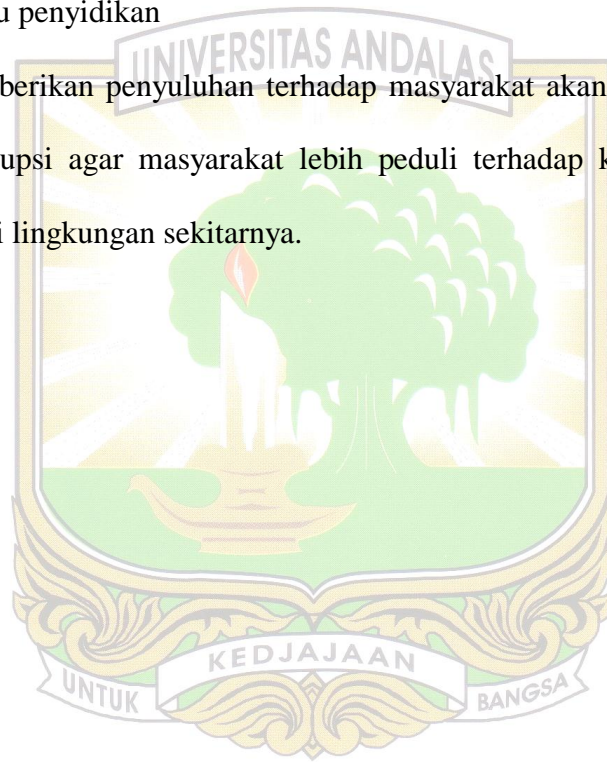 u penyidikan
UNIVERSITAS ANDALAS
berikan penyuluhan terhadap masyarakat akan
upsi agar masyarakat lebih peduli terhadap k
i lingkungan sekitarnya.
KEDJAJAAN
UNTUK BANGSA